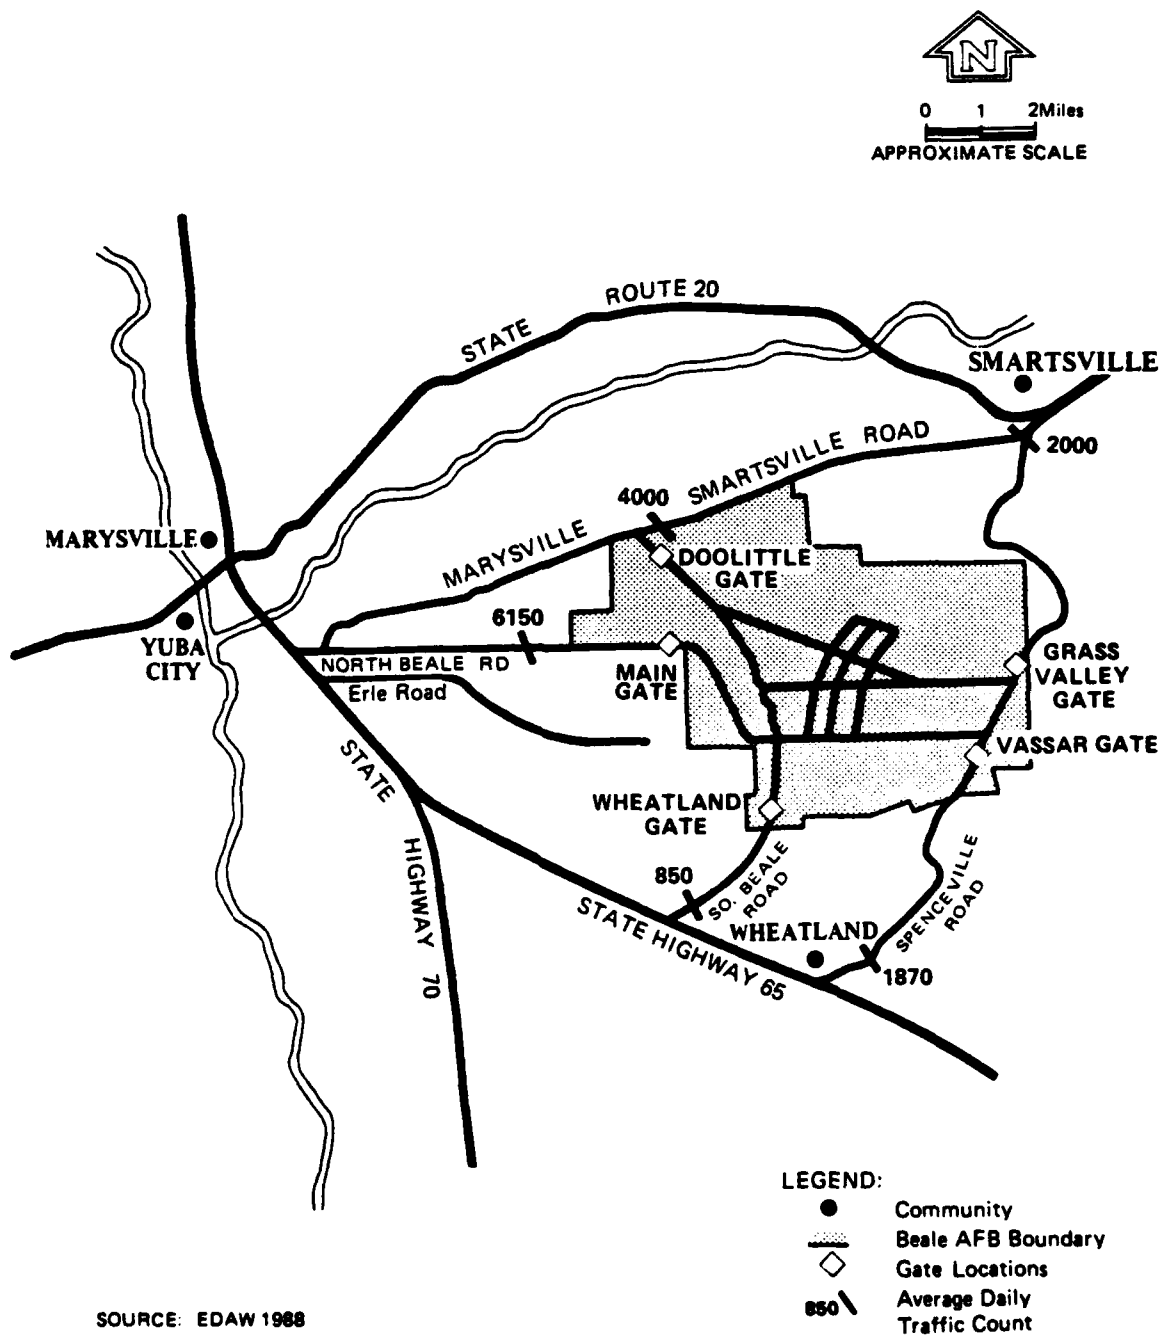 N
0 1 2Miles
APPROXIMATE SCALE
STATE ROUTE 20
SMARTSVILLE
2000
MARYSVILLE SMARTSVILLE ROAD
4000
MARYSVILLE
DOOLITTLE
GATE
6150
YUBA
CITY
NORTH BEALE RD
Erle Road
MAIN
GATE
GRASS
VALLEY
GATE
VASSAR GATE
STATE HIGHWAY 70
WHEATLAND
GATE
850
SO. BEALE
ROAD
SPENCEVILLE
ROAD
STATE HIGHWAY 65
WHEATLAND
1870
LEGEND:
Community
Beale AFB Boundary
Gate Locations
850 Average Daily
Traffic Count
SOURCE: EDAW 1988